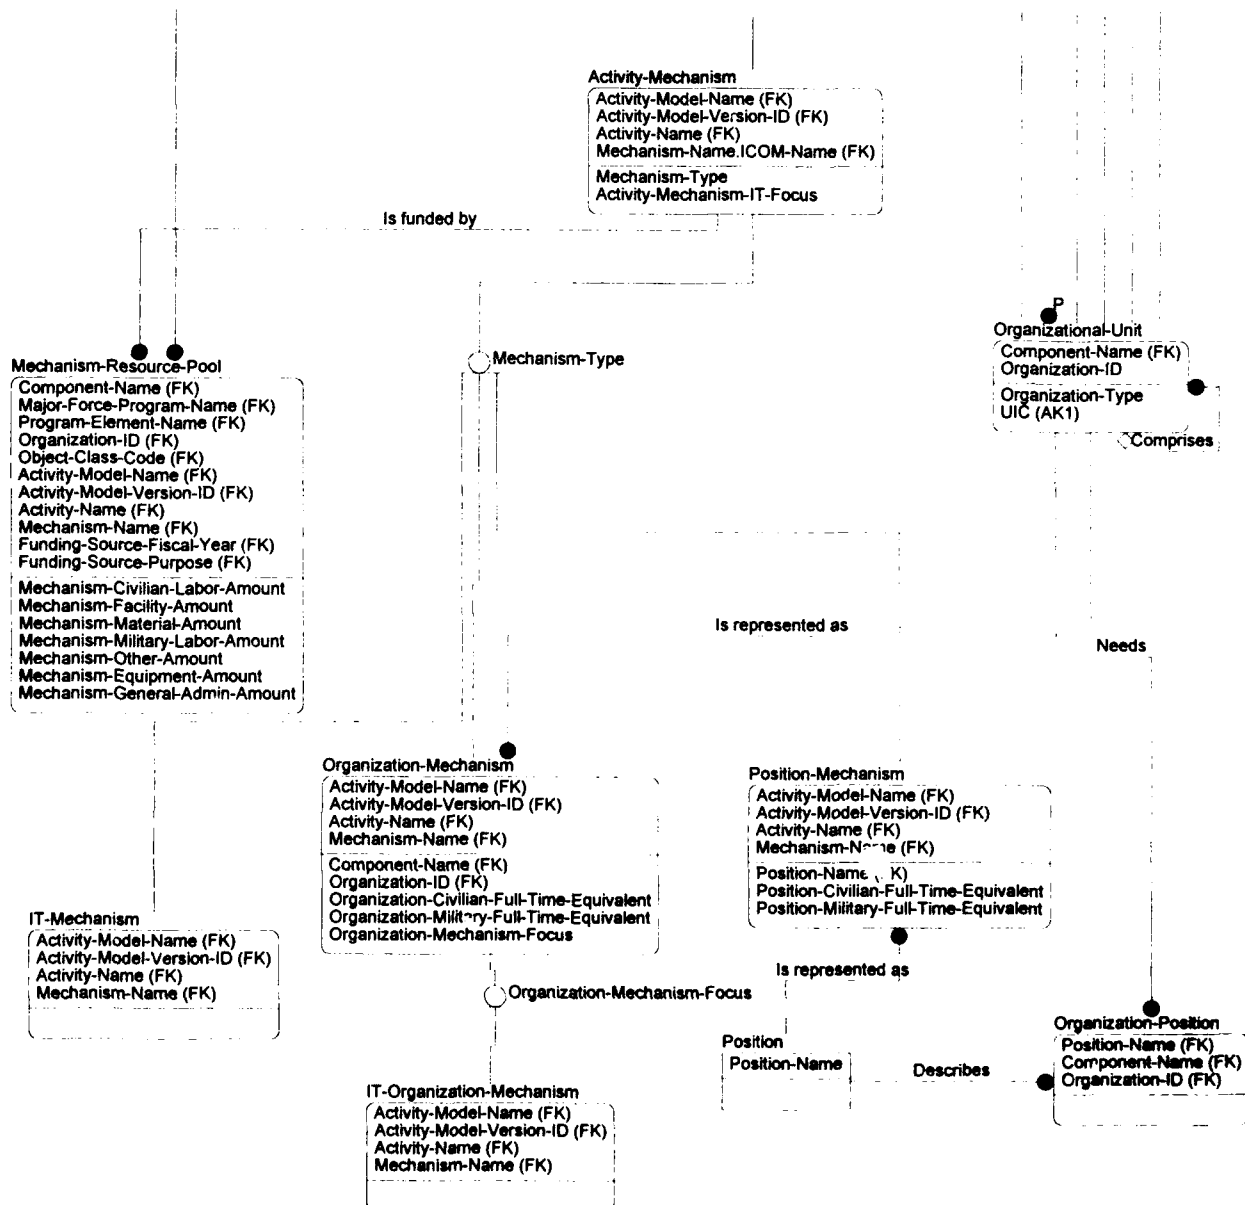 Activity-Mechanism
Activity-Model-Name (FK)
Activity-Model-Version-ID (FK)
Activity-Name (FK)
Mechanism-Name.ICOM-Name (FK)
Mechanism-Type
Activity-Mechanism-IT-Focus
Is funded by
P
Organizational-Unit
Component-Name (FK)
Organization-ID
Organization-Type
UIC (AK1)
Comprises
Mechanism-Type
Mechanism-Resource-Pool
Component-Name (FK)
Major-Force-Program-Name (FK)
Program-Element-Name (FK)
Organization-ID (FK)
Object-Class-Code (FK)
Activity-Model-Name (FK)
Activity-Model-Version-ID (FK)
Activity-Name (FK)
Mechanism-Name (FK)
Funding-Source-Fiscal-Year (FK)
Funding-Source-Purpose (FK)
Mechanism-Civilian-Labor-Amount
Mechanism-Facility-Amount
Mechanism-Material-Amount
Mechanism-Military-Labor-Amount
Mechanism-Other-Amount
Mechanism-Equipment-Amount
Mechanism-General-Admin-Amount
Is represented as
Needs
Organization-Mechanism
Activity-Model-Name (FK)
Activity-Model-Version-ID (FK)
Activity-Name (FK)
Mechanism-Name (FK)
Component-Name (FK)
Organization-ID (FK)
Organization-Civilian-Full-Time-Equivalent
Organization-Military-Full-Time-Equivalent
Organization-Mechanism-Focus
Position-Mechanism
Activity-Model-Name (FK)
Activity-Model-Version-ID (FK)
Activity-Name (FK)
Mechanism-Name (FK)
Position-Name
Position-Civilian-Full-Time-Equivalent
Position-Military-Full-Time-Equivalent
IT-Mechanism
Activity-Model-Name (FK)
Activity-Model-Version-ID (FK)
Activity-Name (FK)
Mechanism-Name (FK)
Is represented as
Organization-Mechanism-Focus
Position
Position-Name
Describes
Organization-Position
Position-Name (FK)
Component-Name (FK)
Organization-ID (FK)
IT-Organization-Mechanism
Activity-Model-Name (FK)
Activity-Model-Version-ID (FK)
Activity-Name (FK)
Mechanism-Name (FK)